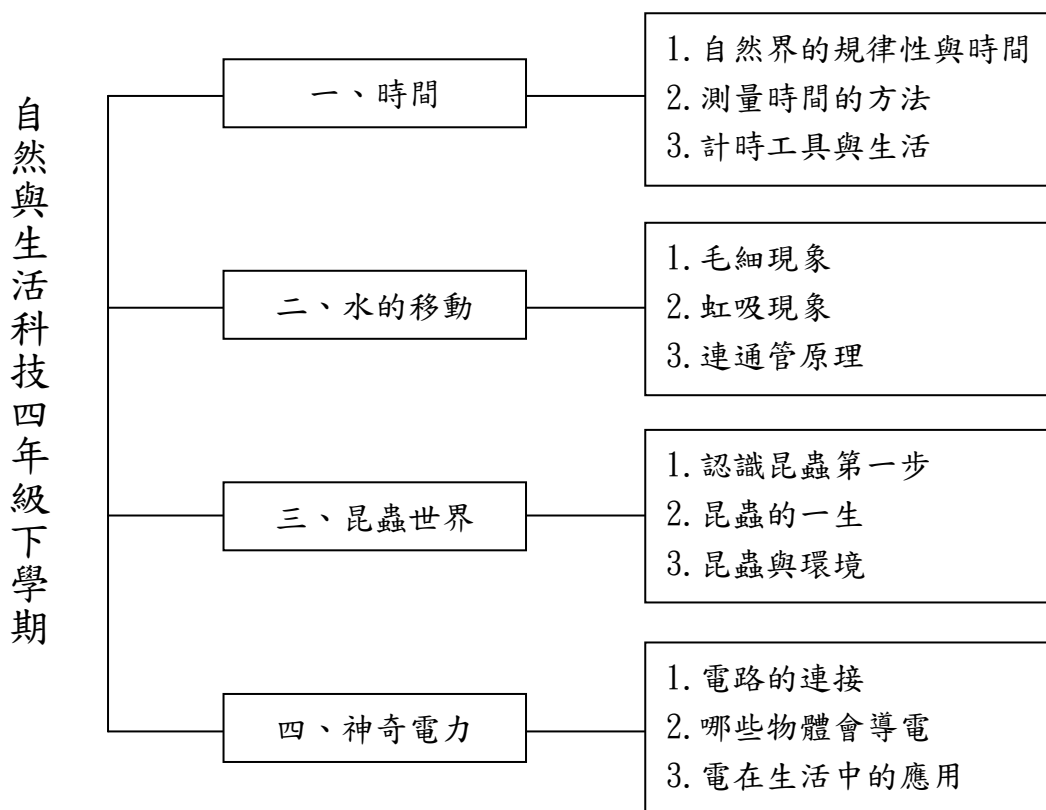 自然與生活科技四年級下學期
一、時間
1.自然界的規律性與時間
2.測量時間的方法
3.計時工具與生活
二、水的移動
1.毛細現象
2.虹吸現象
3.連通管原理
三、昆蟲世界
1.認識昆蟲第一步
2.昆蟲的一生
3.昆蟲與環境
四、神奇電力
1.電路的連接
2.哪些物體會導電
3.電在生活中的應用